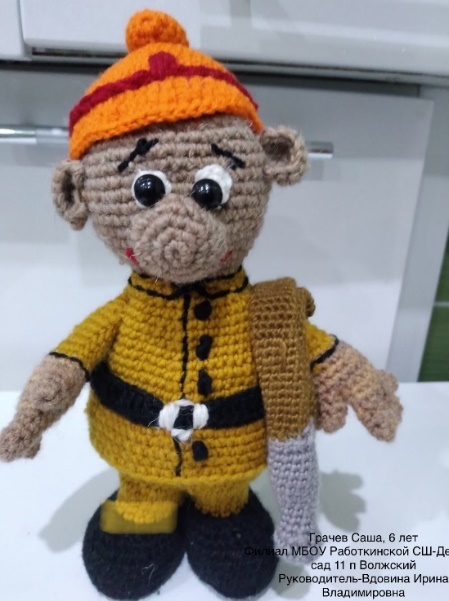 Грачев Саша, 6 лет
Филиал МБОУ Работкинской СШ-Де
сад 11 п Волжский
Руководитель-Вдовина Ирина
Владимировна